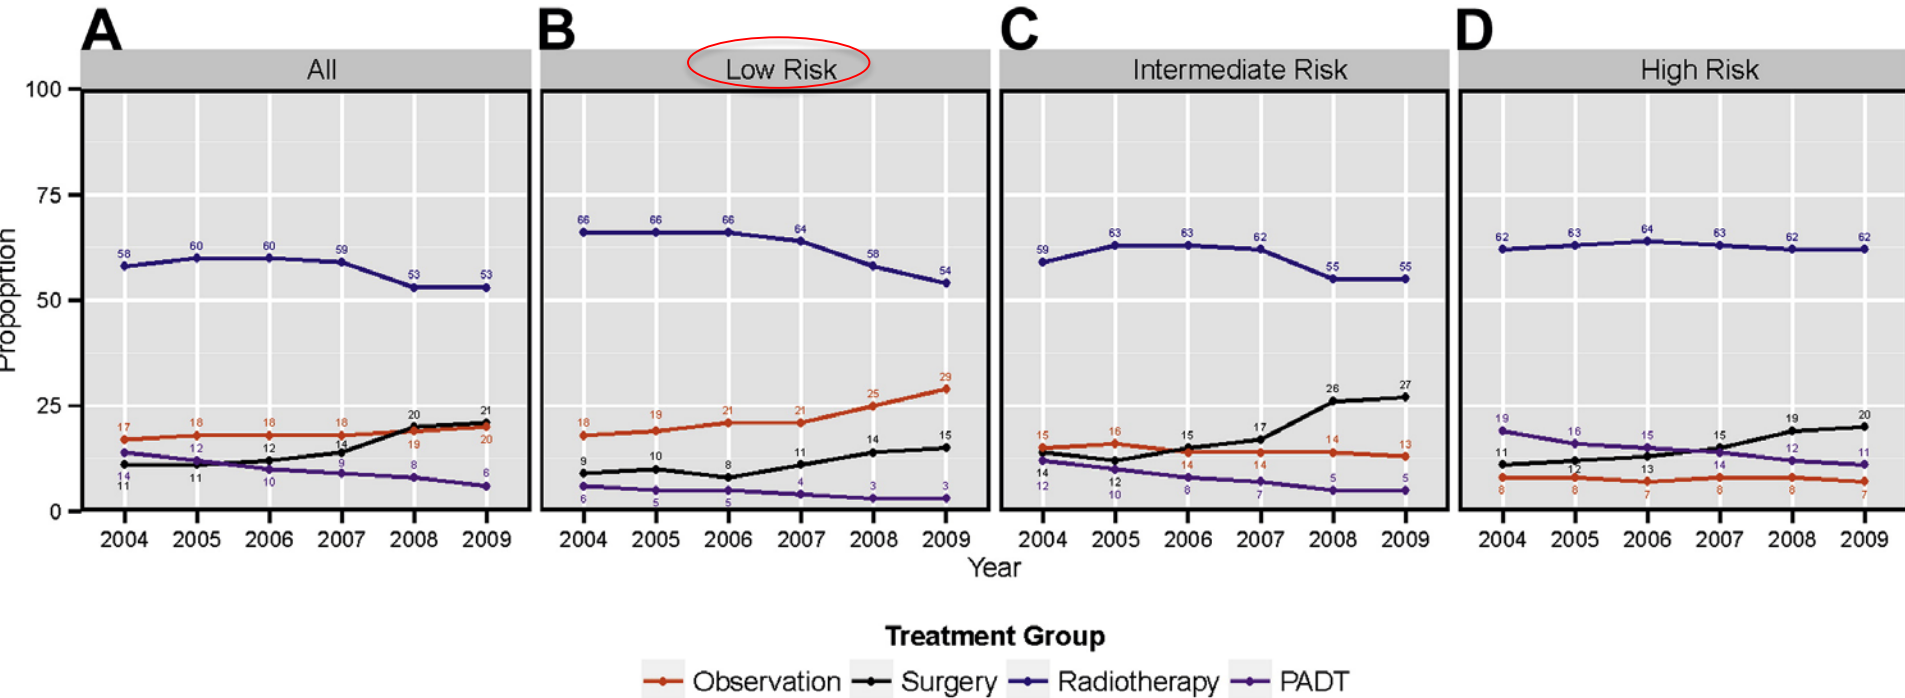 A B C D
All Low Risk Intermediate Risk High Risk
100
75
50
25
0
Proportion
58 60 60 59 53 53
17 18 18 18 19 20
11 11 12 14 20 21
14 12 10 9 8 6
66 66 66 64 58 54
18 19 21 21 25 29
9 10 8 11 14 15
6 5 5 4 3 3
59 63 63 62 55 55
15 16 14 14 14 13
14 12 15 17 26 27
12 10 8 7 5 5
62 63 64 63 62 62
19 16 15 14 12 11
11 12 13 15 19 20
8 8 7 8 8 7
2004 2005 2006 2007 2008 2009 2004 2005 2006 2007 2008 2009 2004 2005 2006 2007 2008 2009 2004 2005 2006 2007 2008 2009
Year
Treatment Group
Observation Surgery Radiotherapy PADT